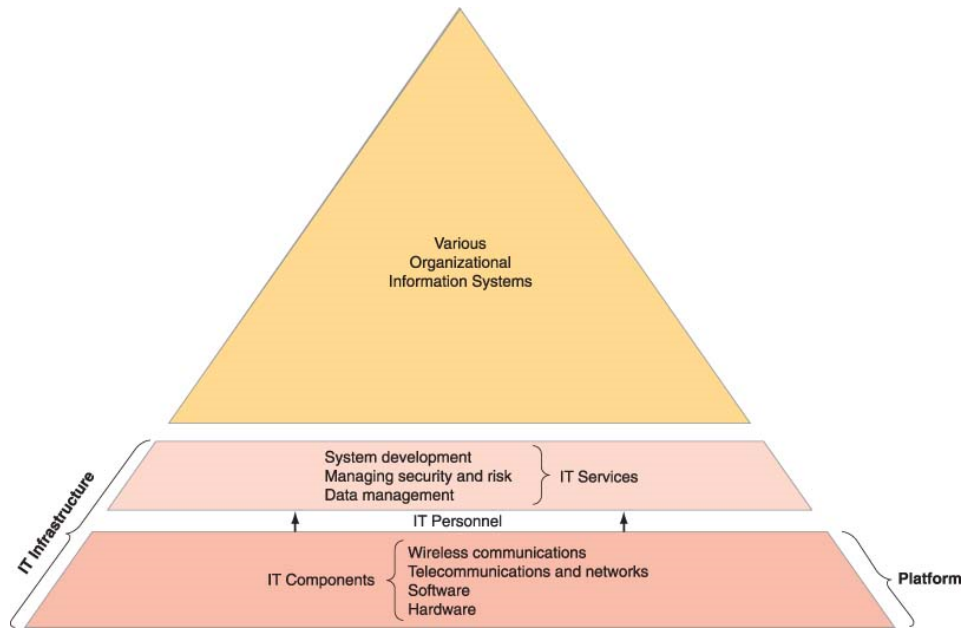 Various
Organizational
Information Systems
IT Infrastructure
System development
Managing security and risk
Data management
IT Services
IT Personnel
IT Components
Wireless communications
Telecommunications and networks
Software
Hardware
Platform